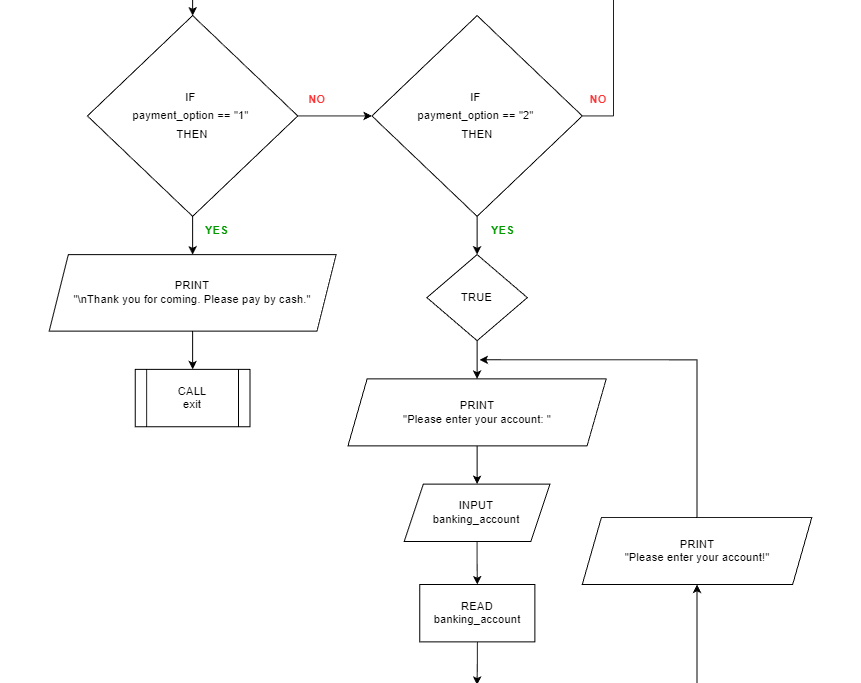 IF
payment_option == "1"
THEN
NO
IF
payment_option == "2"
THEN
NO
YES
YES
PRINT
"\nThank you for coming. Please pay by cash."
TRUE
CALL
exit
PRINT
"Please enter your account: "
INPUT
banking_account
PRINT
"Please enter your account!"
READ
banking_account